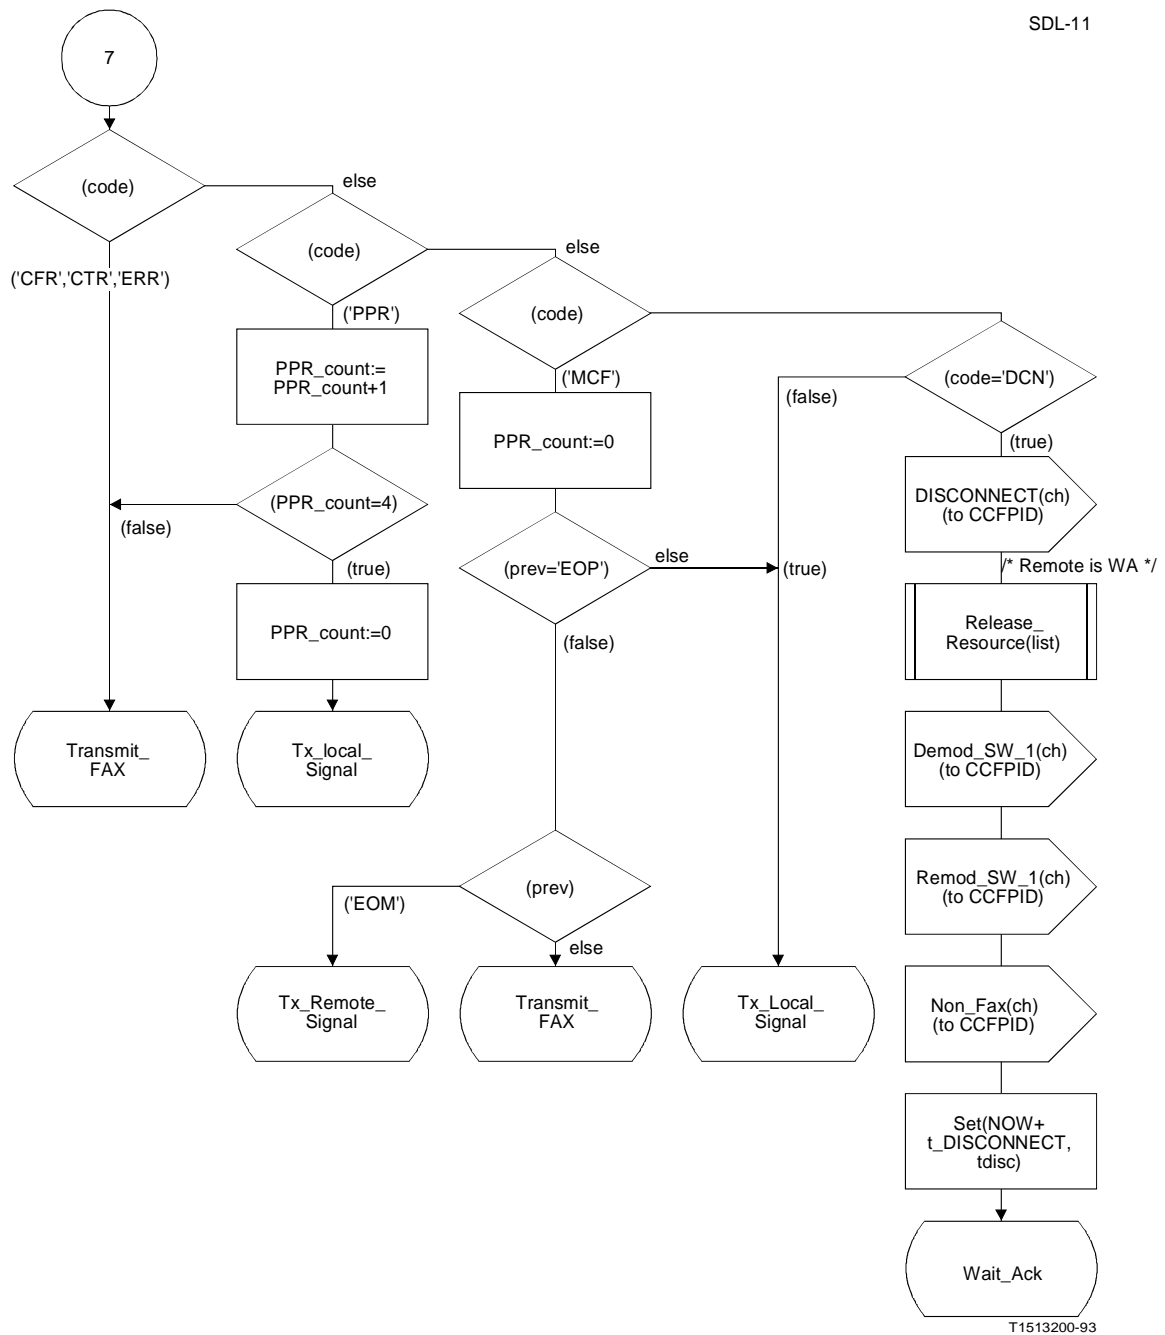 SDL-11
7
(code)
else
(code)
else
('CFR','CTR','ERR')
(code)
('PPR')
PPR_count:=
PPR_count+1
('MCF')
(code='DCN')
(false)
PPR_count:=0
(true)
(PPR_count=4)
(false)
DISCONNECT(ch)
(to CCFPID)
(prev='EOP')
else
(true)
(true)
/* Remote is WA */
PPR_count:=0
(false)
Release_
Resource(list)
Transmit_
FAX
Tx_local_
Signal
Demod_SW_1(ch)
(to CCFPID)
(prev)
('EOM')
Remod_SW_1(ch)
(to CCFPID)
else
Tx_Remote_
Signal
Transmit_
FAX
Tx_Local_
Signal
Non_Fax(ch)
(to CCFPID)
Set(NOW+
t_DISCONNECT,
tdisc)
Wait_Ack
T1513200-93